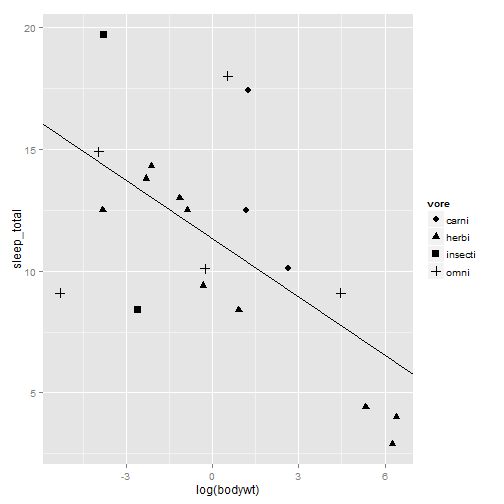 20
15
10
5
sleep_total
-3 0 3 6
log(bodywt)
vore
carni
herbi
insecti
omni